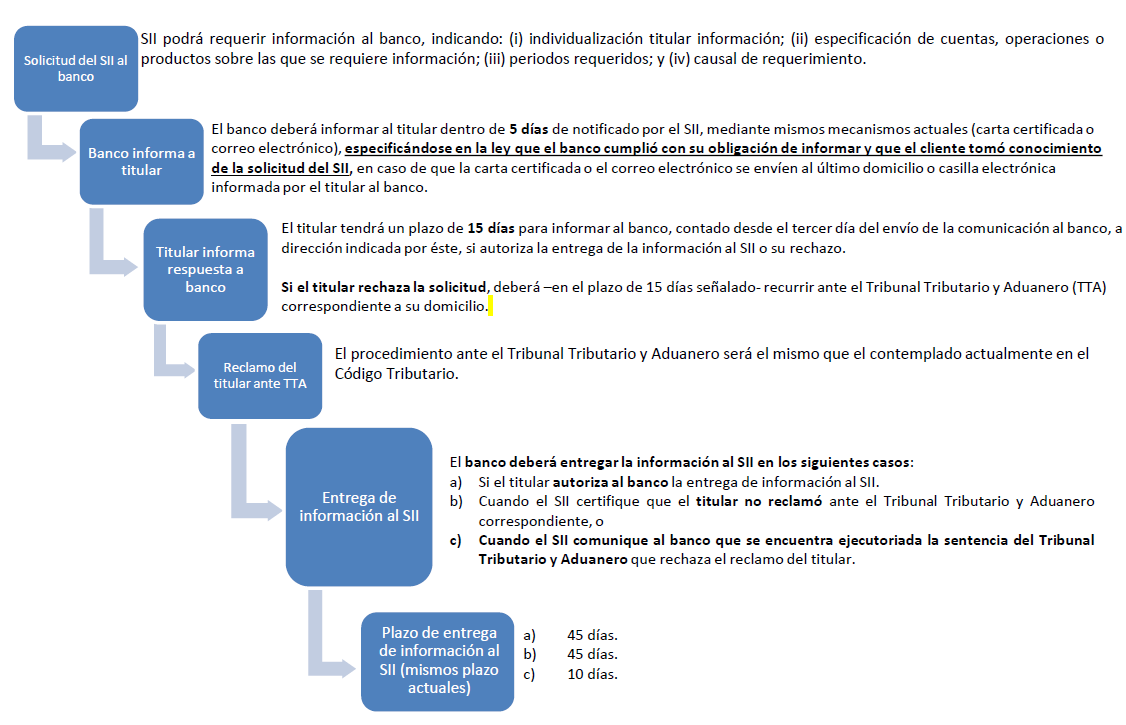 Solicitud del SII al
banco
SII podrá requerir información al banco, indicando: (i) individualización titular información; (ii) especificación de cuentas, operaciones o
productos sobre las que se requiere información; (iii) periodos requeridos; y (iv) causal de requerimiento.
Banco informa a
titular
El banco deberá informar al titular dentro de 5 días de notificado por el SII, mediante mismos mecanismos actuales (carta certificada o
correo electrónico), especificándose en la ley que el banco cumplió con su obligación de informar y que el cliente tomó conocimiento
de la solicitud del SII, en caso de que la carta certificada o el correo electrónico se envíen al último domicilio o casilla electrónica
informada por el titular al banco.
Titular informa
respuesta a
banco
El titular tendrá un plazo de 15 días para informar al banco, contado desde el tercer día del envío de la comunicación al banco, a
dirección indicada por éste, si autoriza la entrega de la información al SII o su rechazo.
Si el titular rechaza la solicitud, deberá –en el plazo de 15 días señalado- recurrir ante el Tribunal Tributario y Aduanero (TTA)
correspondiente a su domicilio.
Reclamo del
titular ante TTA
El procedimiento ante el Tribunal Tributario y Aduanero será el mismo que el contemplado actualmente en el
Código Tributario.
Entrega de
información al SII
El banco deberá entregar la información al SII en los siguientes casos:
a) Si el titular autoriza al banco la entrega de información al SII.
b) Cuando el SII certifique que el titular no reclamó ante el Tribunal Tributario y Aduanero
correspondiente, o
c) Cuando el SII comunique al banco que se encuentra ejecutoriada la sentencia del Tribunal
Tributario y Aduanero que rechaza el reclamo del titular.
Plazo de entrega
de información al
SII (mismos plazo
actuales)
a) 45 días.
b) 45 días.
c) 10 días.